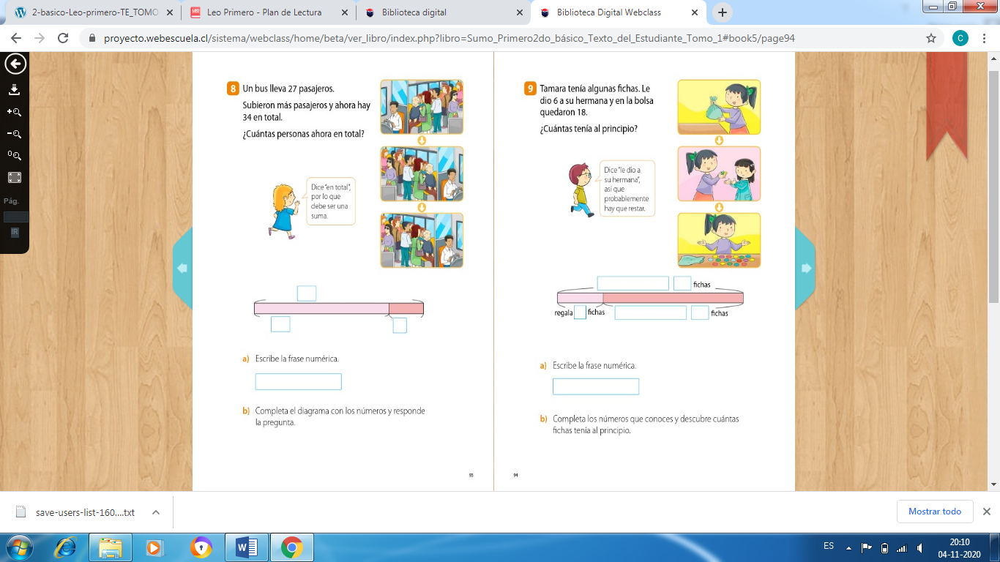 2-basico-Leo-primero-TE_TOMO
Leo Primero - Plan de Lectura
Biblioteca digital
Biblioteca Digital Webclass
proyecto.webescuela.cl/sistema/webclass/home/beta/ver_libro/index.php?libro=Sumo_Primero2do_básico_Texto_del_Estudiante_Tomo_1#book5/page94
C
Pág.
IR
8 Un bus lleva 27 pasajeros.
Subieron más pasajeros y ahora hay
34 en total.
¿Cuántas personas ahora en total?
Dice "en total",
por lo que
debe ser una
suma.
a) Escribe la frase numérica.
b) Completa el diagrama con los números y responde
la pregunta.
93
9 Tamara tenía algunas fichas. Le
dio 6 a su hermana y en la bolsa
quedaron 18.
¿Cuántas tenía al principio?
Dice "le dio a
su hermana",
así que
probablemente
hay que restar.
fichas
regala fichas fichas
a) Escribe la frase numérica.
b) Completa los números que conoces y descubre cuántas
fichas tenía al principio.
94
save-users-list-160....txt
Mostrar todo
ES
20:10
04-11-2020